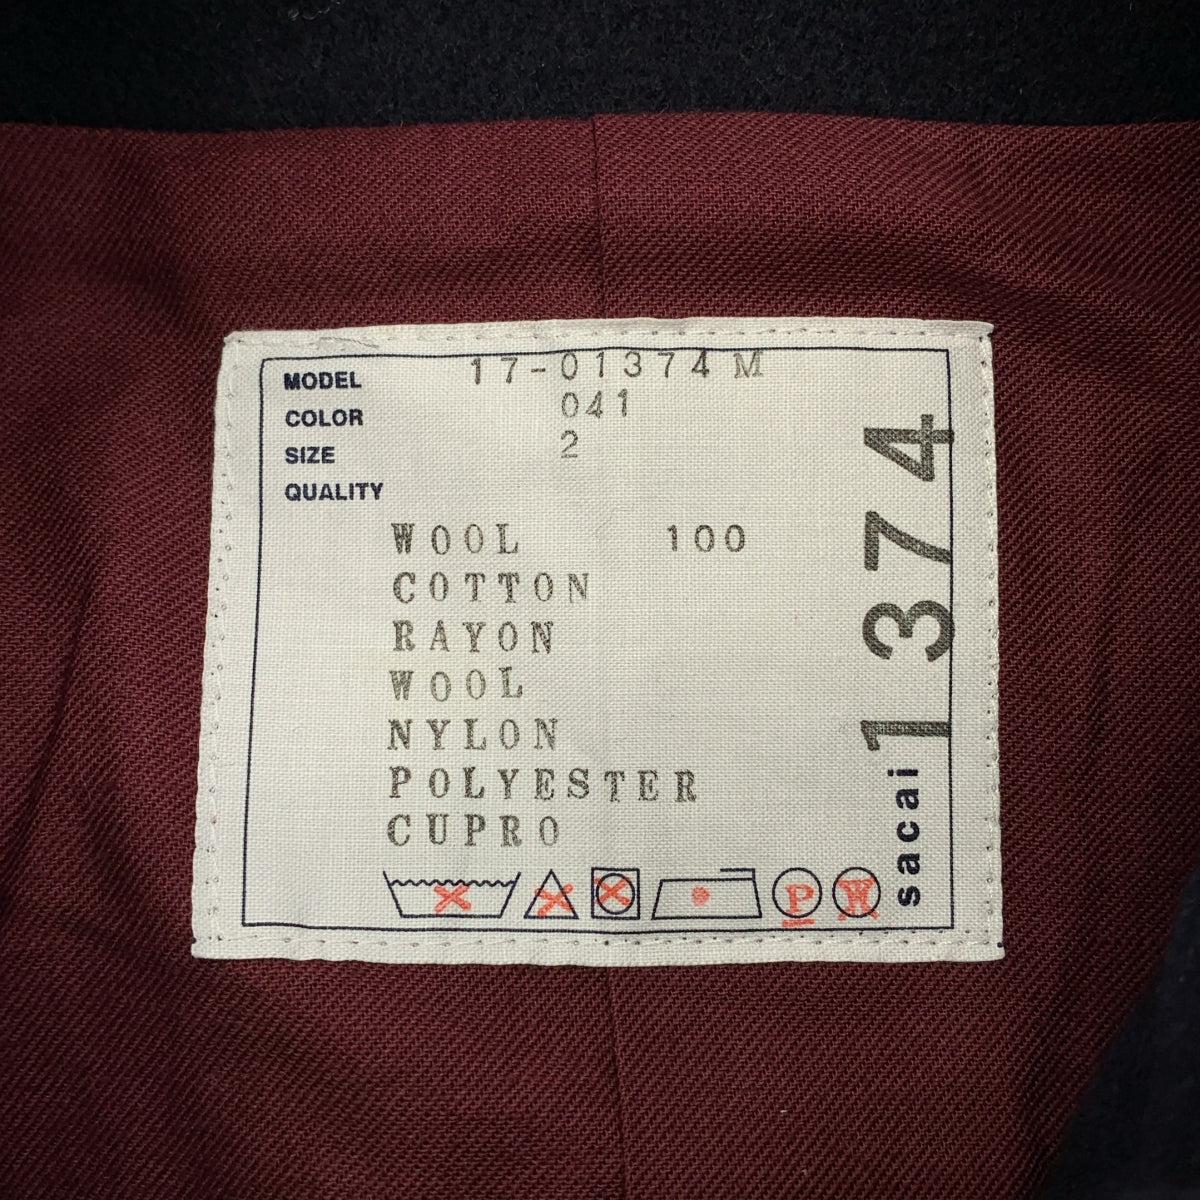 MODEL 17-01374 M
COLOR 041
SIZE 2
QUALITY
WOOL 100
COTTON
RAYON
WOOL
NYLON
POLYESTER
CUPRO
P W
sacai 1374